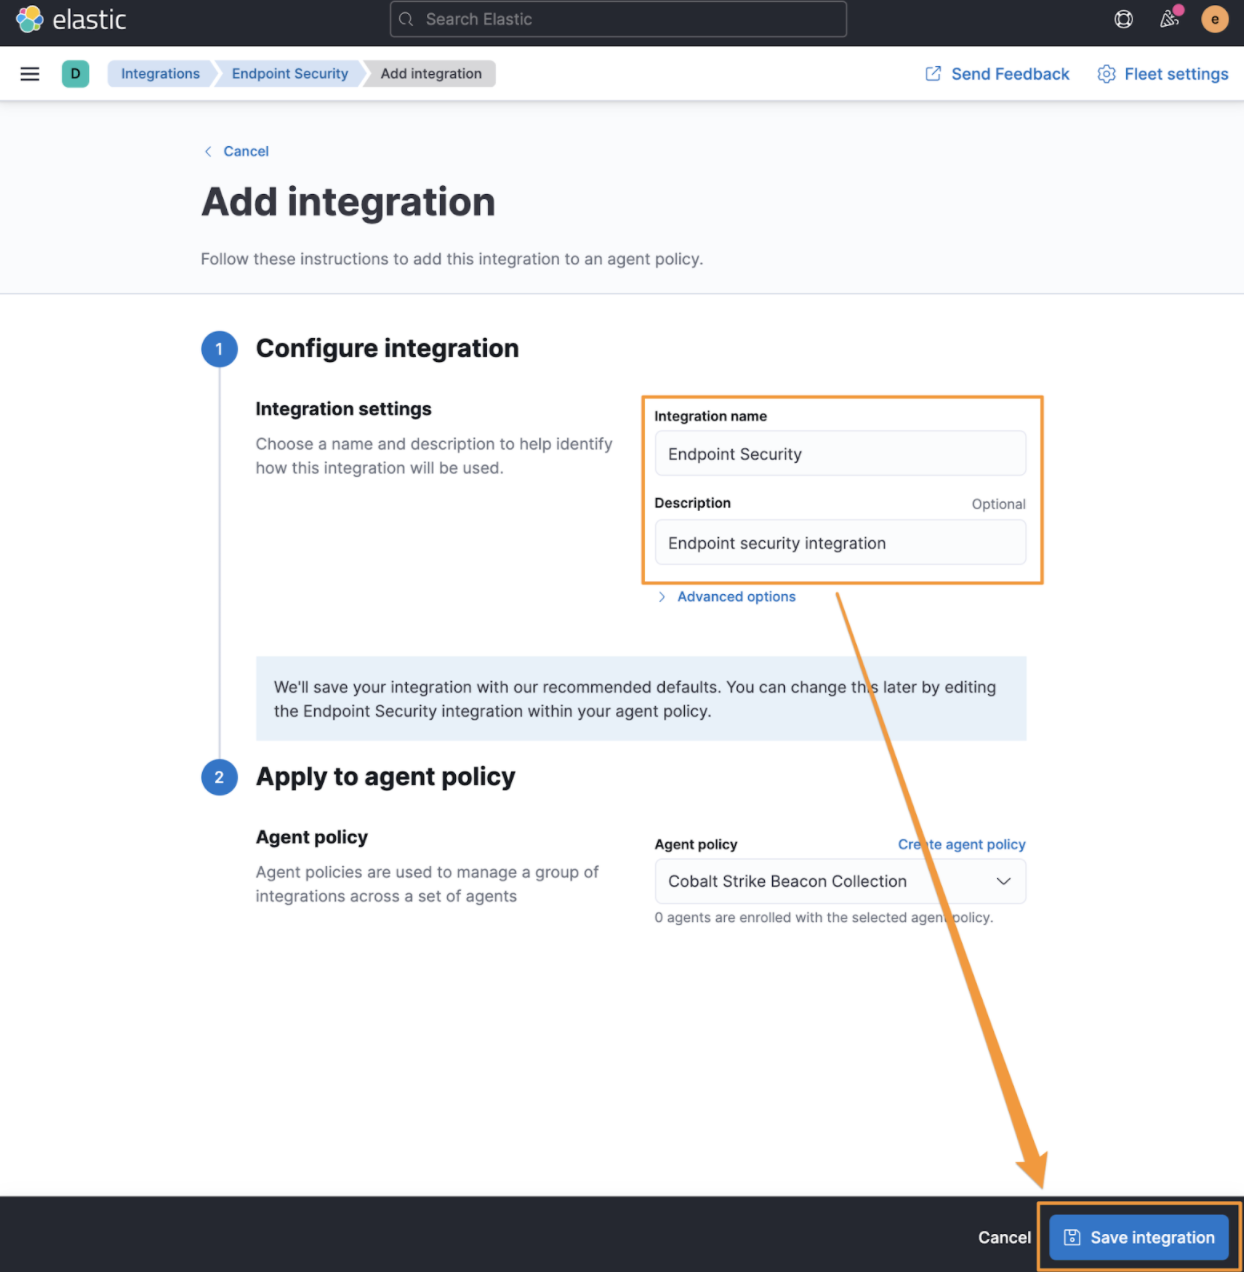 elastic
Search Elastic
e
D
Integrations
Endpoint Security
Add integration
Send Feedback
Fleet settings
Cancel
Add integration
Follow these instructions to add this integration to an agent policy.
1
Configure integration
Integration settings
Choose a name and description to help identify
how this integration will be used.
Integration name
Endpoint Security
Description
Optional
Endpoint security integration
Advanced options
We'll save your integration with our recommended defaults. You can change this later by editing
the Endpoint Security integration within your agent policy.
2
Apply to agent policy
Agent policy
Agent policies are used to manage a group of
integrations across a set of agents
Agent policy
Create agent policy
Cobalt Strike Beacon Collection
0 agents are enrolled with the selected agent policy.
Cancel
Save integration